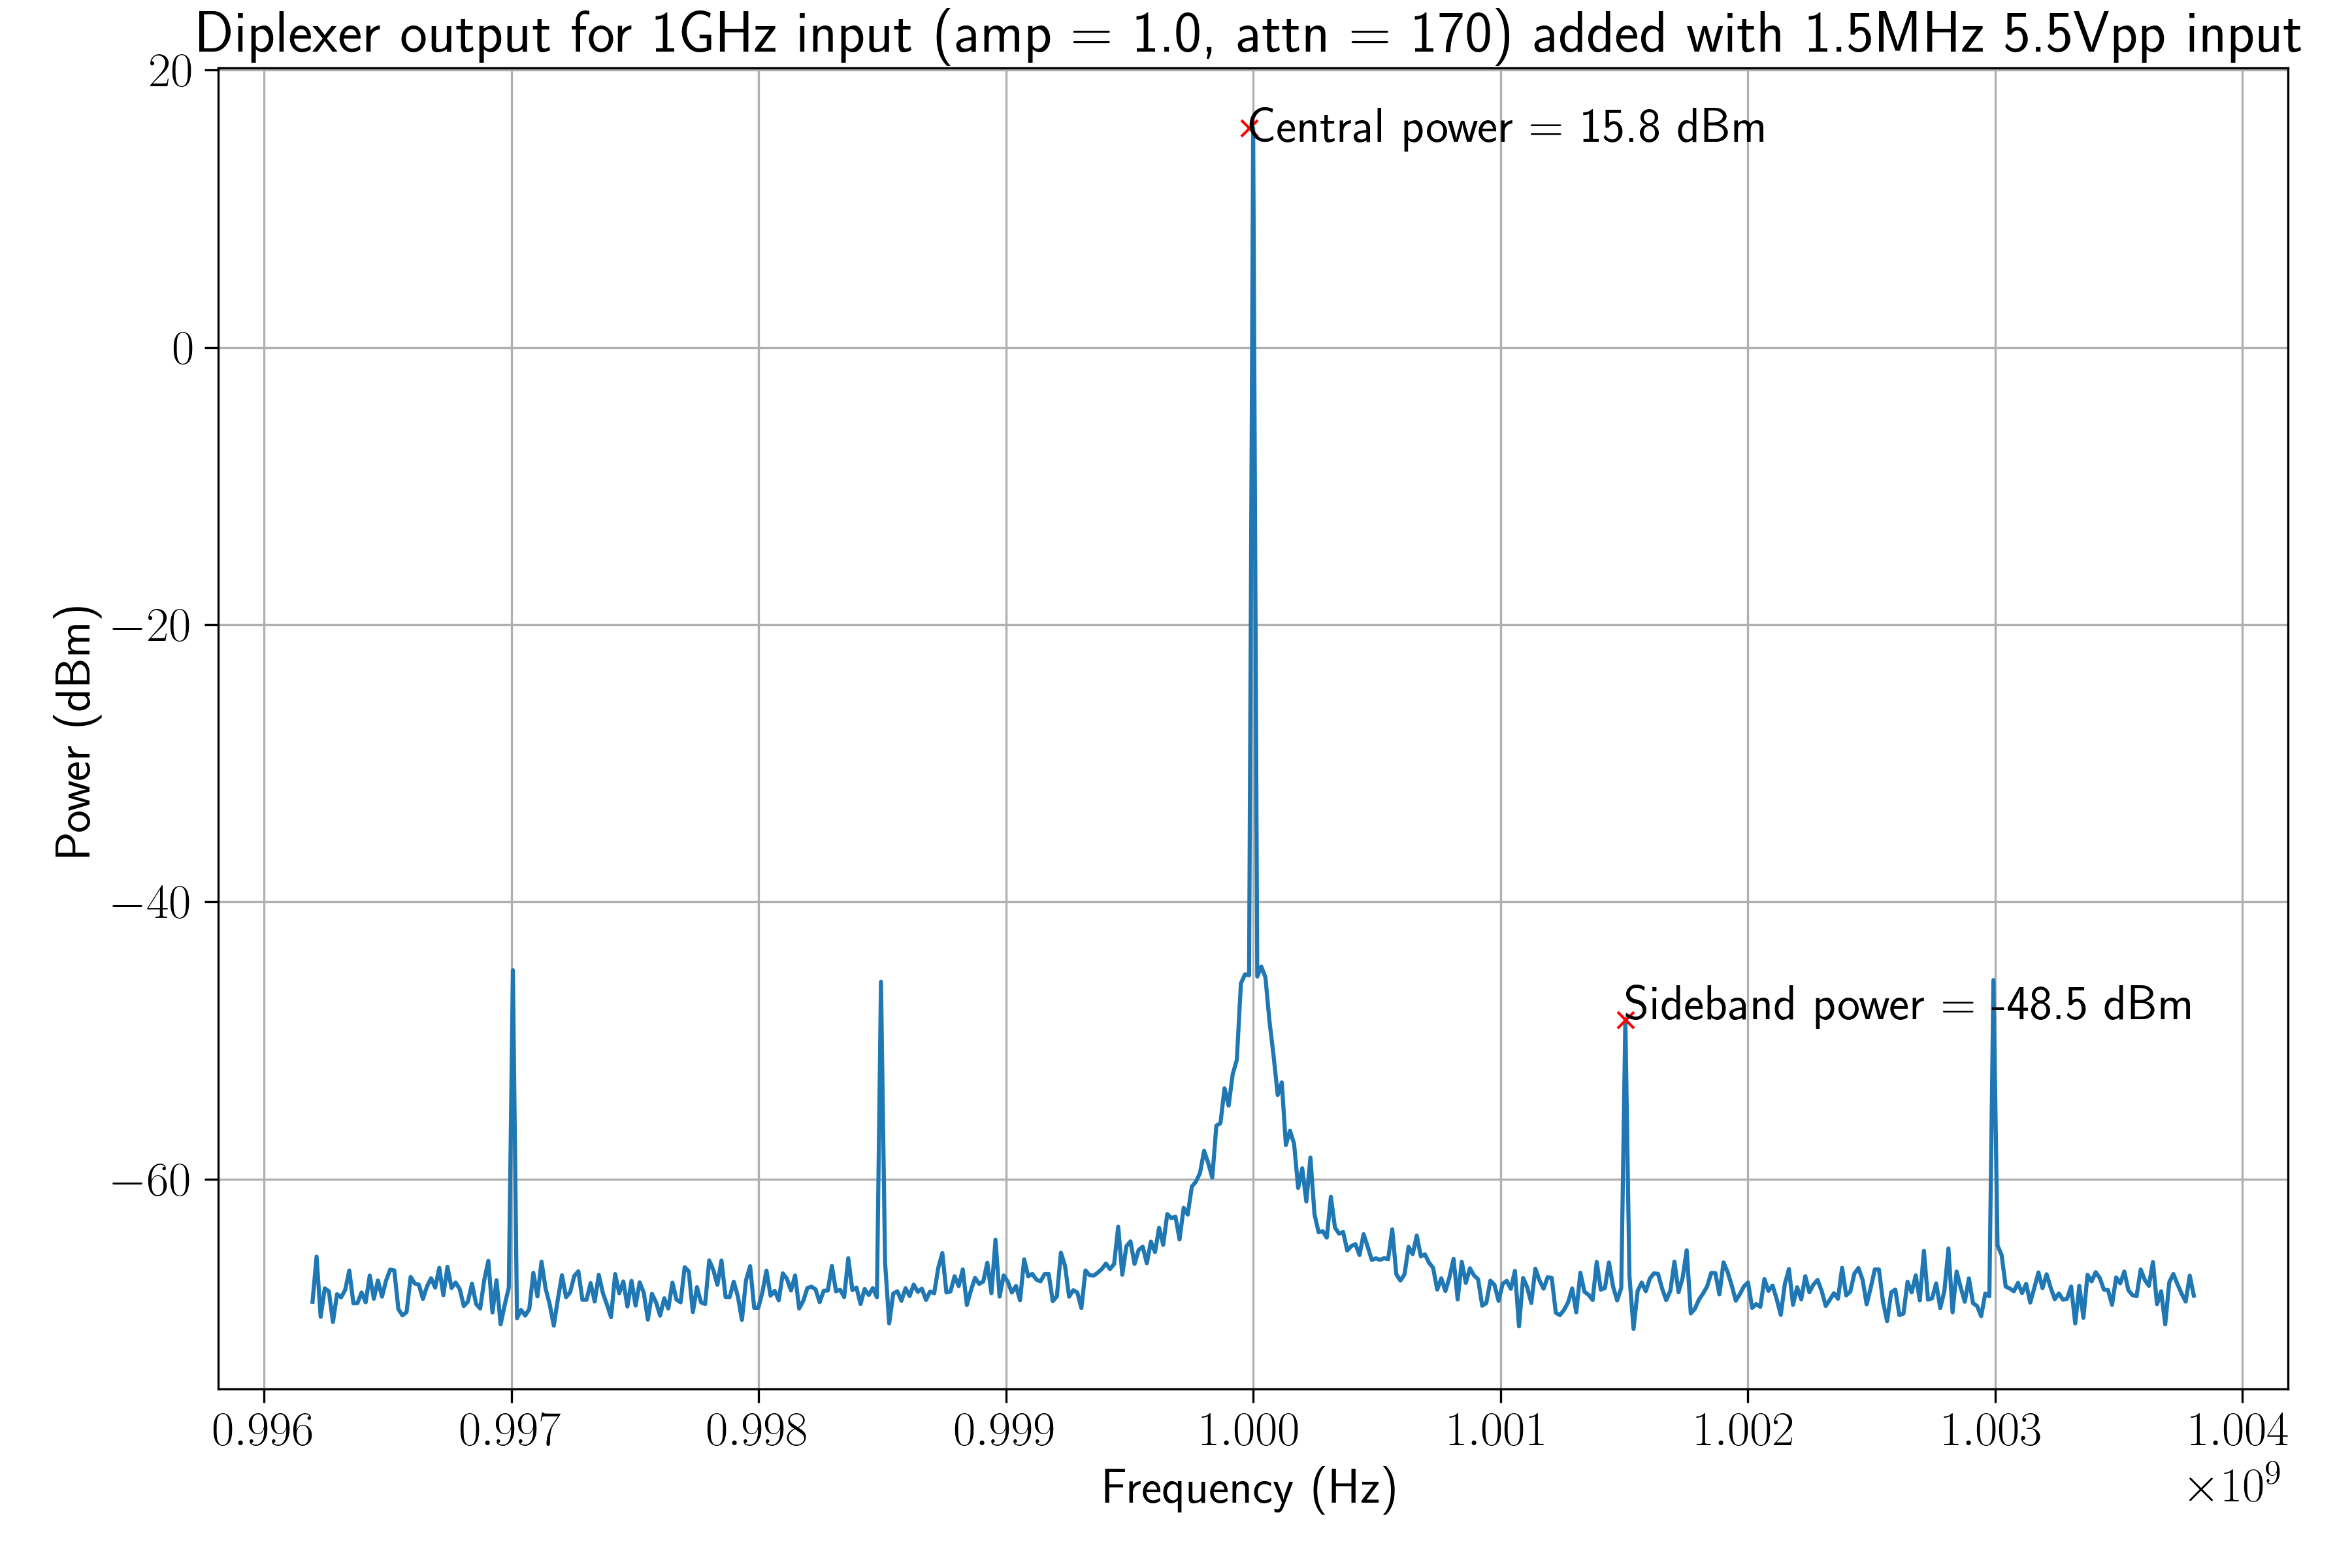 Diplexer output for 1GHz input (amp = 1.0, attn = 170) added with 1.5MHz 5.5Vpp input
20
Central power = 15.8 dBm
0
−20
Power (dBm)
−40
Sideband power = -48.5 dBm
−60
0.996 0.997 0.998 0.999 1.000 1.001 1.002 1.003 1.004
Frequency (Hz)
×10⁹